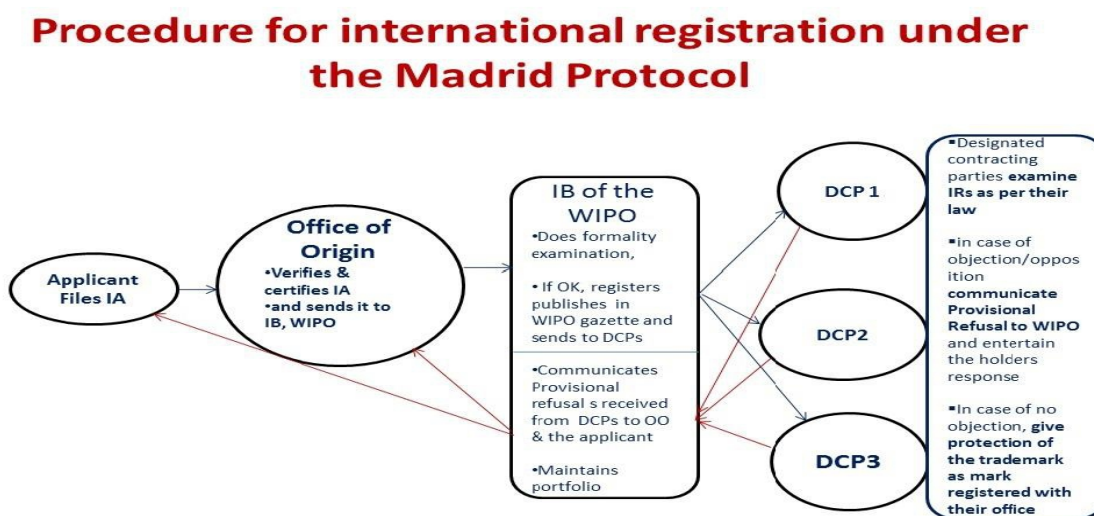 Procedure for international registration under
the Madrid Protocol
Applicant
Files IA
Office of
Origin
•Verifies &
certifies IA
•and sends it to
IB, WIPO
IB of the
WIPO
•Does formality
examination,
•If OK, registers
publishes in
WIPO gazette and
sends to DCPs
•Communicates
Provisional
refusal s received
from DCPs to OO
& the applicant
•Maintains
portfolio
DCP 1
DCP2
DCP3
▪Designated
contracting
parties examine
IRs as per their
law
▪in case of
objection/oppos
ition
communicate
Provisional
Refusal to WIPO
and entertain
the holders
response
▪In case of no
objection, give
protection of
the trademark
as mark
registered with
their office